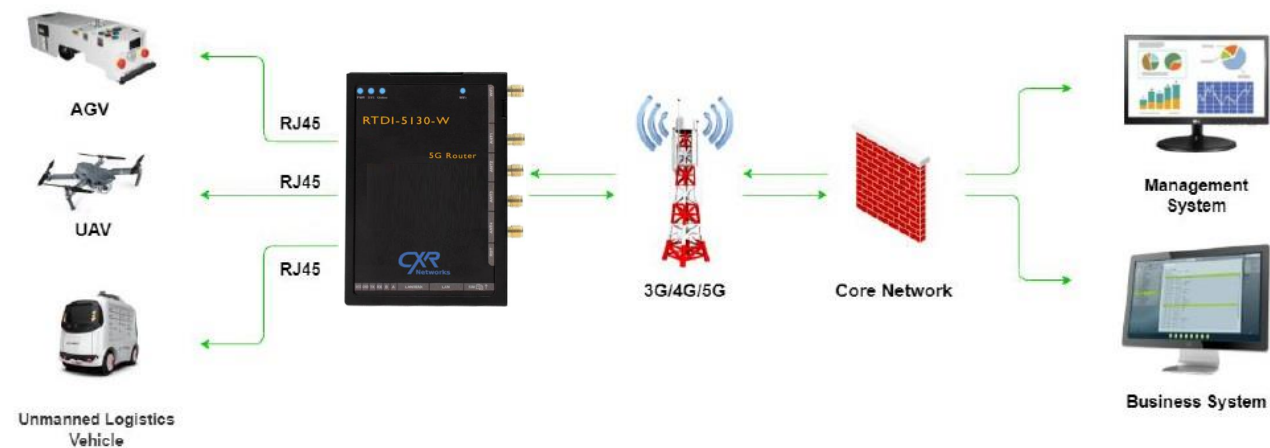 AGV
UAV
Unmanned Logistics
Vehicle
RJ45
RJ45
RJ45
RTDI-5130-W
5G Router
CXR
Networks
3G/4G/5G
Core Network
Management
System
Business System